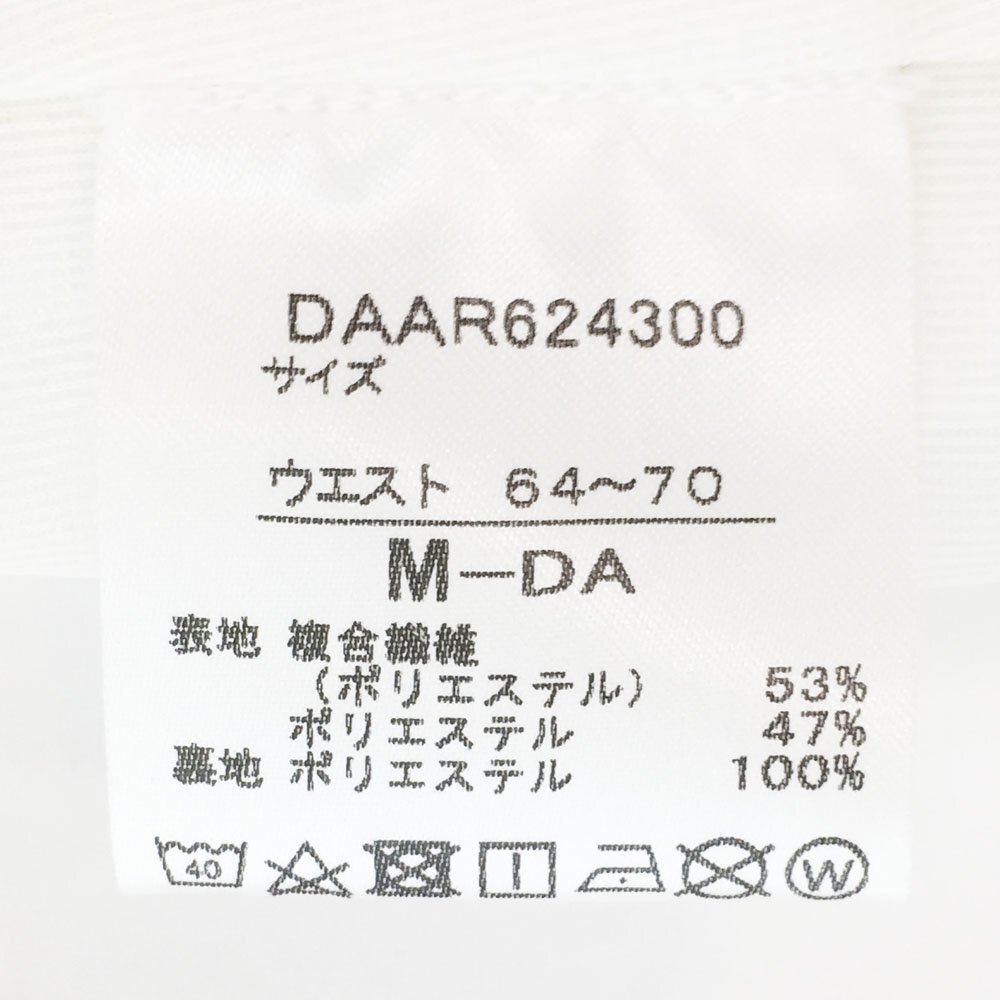 DAAR624300
サイズ
ウエスト 64～70
M-DA
表地 複合繊維
(ポリエステル) 53%
ポリエステル 47%
裏地 ポリエステル 100%
40 W